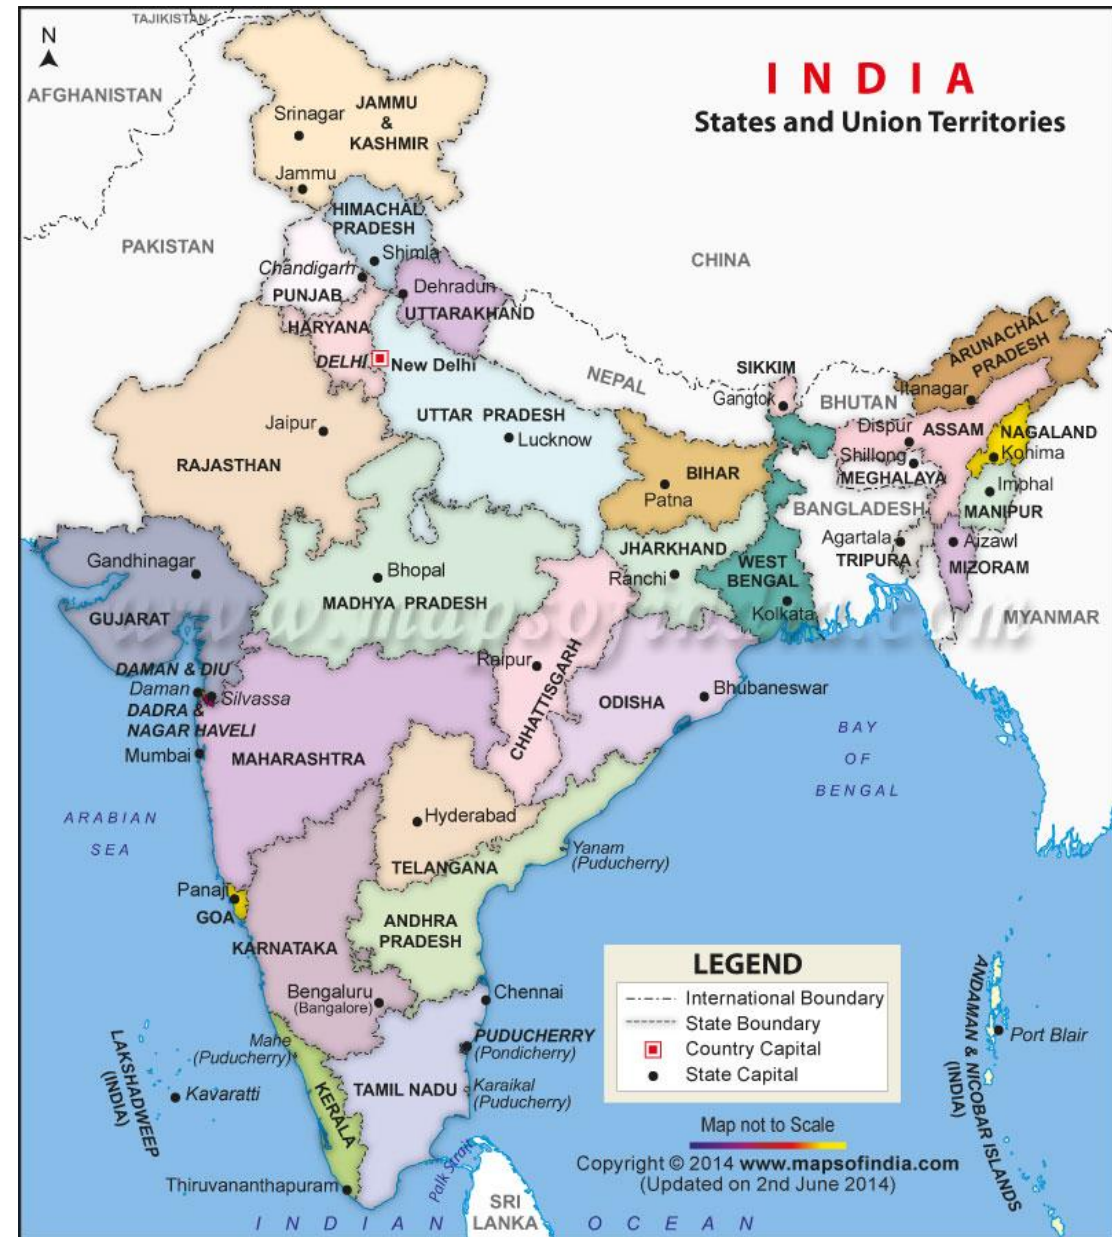 TAJIKISTAN
N
AFGHANISTAN
INDIA
States and Union Territories
JAMMU
&
KASHMIR
Srinagar
Jammu
HIMACHAL
PRADESH
PAKISTAN
Shimla
CHINA
Chandigarh
PUNJAB
Dehradun
UTTARAKHAND
HARYANA
DELHI
New Delhi
NEPAL
SIKKIM
Gangtok
BHUTAN
ARUNACHAL
PRADESH
Itanagar
UTTAR PRADESH
Lucknow
Jaipur
RAJASTHAN
BIHAR
Patna
Dispur
ASSAM
NAGALAND
Kohima
Shillong
MEGHALAYA
Imphal
MANIPUR
BANGLADESH
Agartala
TRIPURA
Aizawl
MIZORAM
MYANMAR
Gandhinagar
GUJARAT
Bhopal
MADHYA PRADESH
JHARKHAND
Ranchi
WEST
BENGAL
Kolkata
www.mapsofindia.com
Raipur
CHHATTISGARH
ODISHA
Bhubaneswar
DAMAN & DIU
Daman
Silvassa
DADRA &
NAGAR HAVELI
Mumbai
MAHARASHTRA
BAY
OF
BENGAL
ARABIAN
SEA
Hyderabad
TELANGANA
Yanam
(Puducherry)
Panaji
GOA
KARNATAKA
ANDHRA
PRADESH
Bengaluru
(Bangalore)
Chennai
Mahe
(Puducherry)
PUDUCHERRY
(Pondicherry)
LAKSHADWEEP
(INDIA)
Kavaratti
KERALA
TAMIL NADU
Karaikal
(Puducherry)
Thiruvananthapuram
Palk Strait
SRI
LANKA
INDIAN OCEAN
LEGEND
International Boundary
State Boundary
Country Capital
State Capital
Map not to Scale
Copyright © 2014 www.mapsofindia.com
(Updated on 2nd June 2014)
ANDAMAN & NICOBAR ISLANDS
(INDIA)
Port Blair